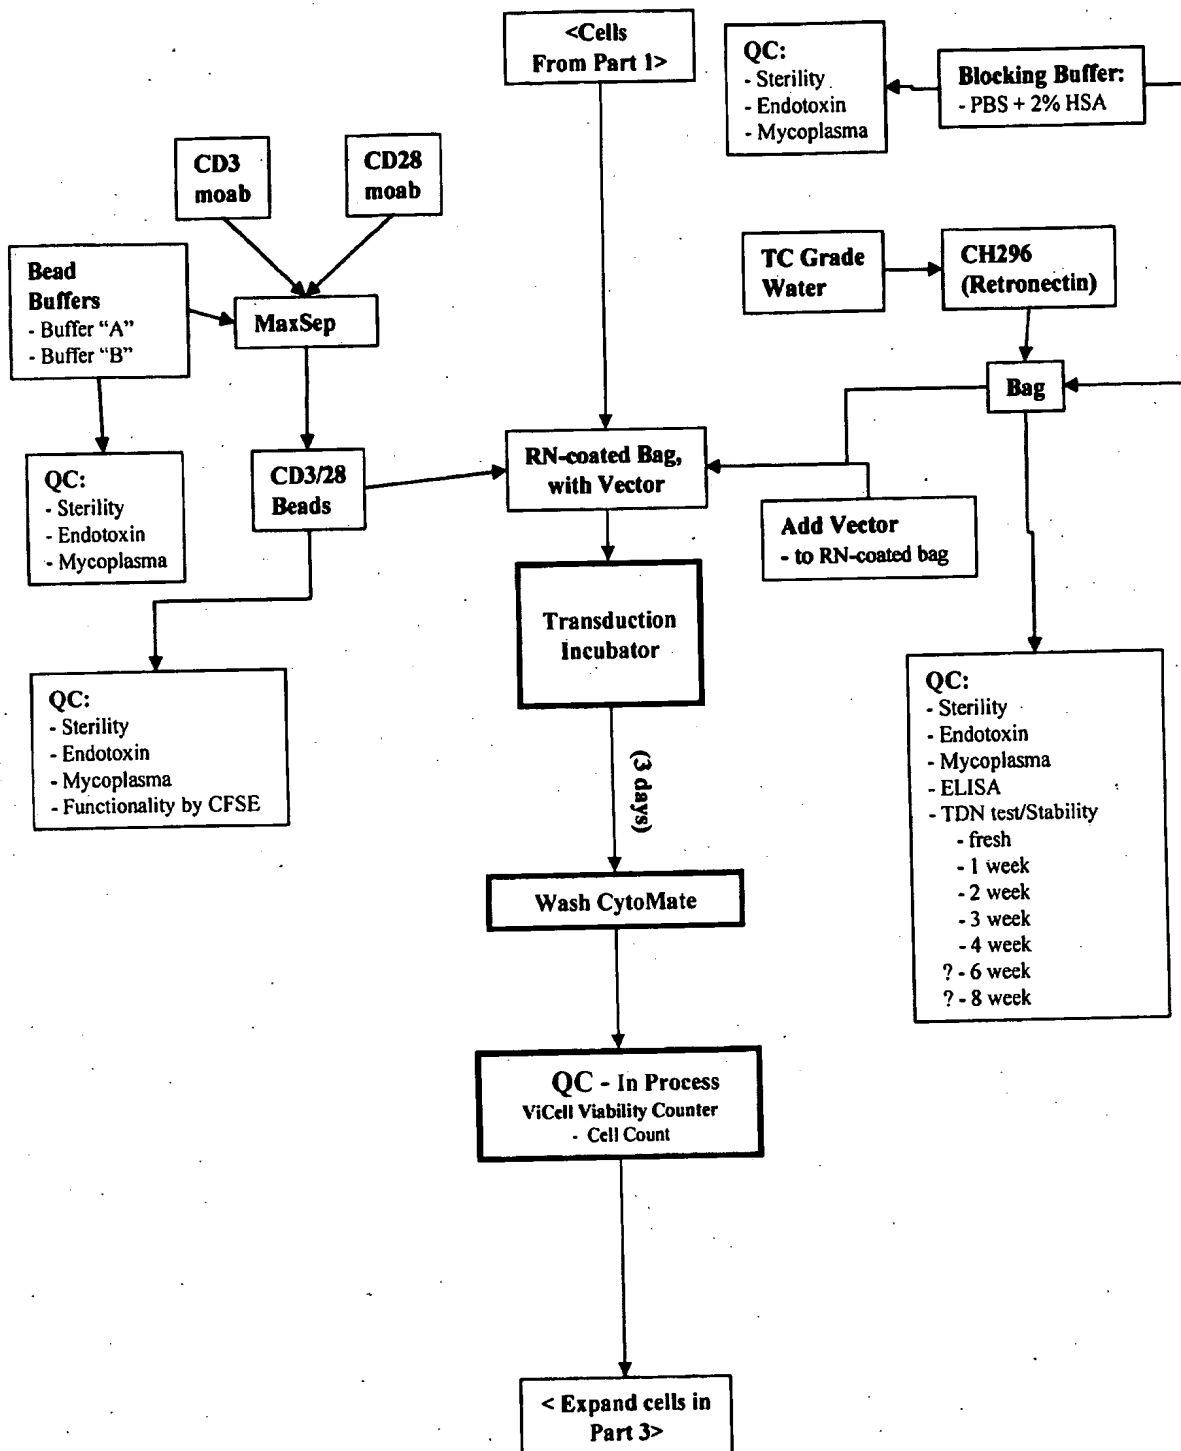 <Cells
From Part 1>
QC:
- Sterility
- Endotoxin
- Mycoplasma
Blocking Buffer:
- PBS + 2% HSA
CD3
moab
CD28
moab
Bead
Buffers
- Buffer “A”
- Buffer “B”
MaxSep
TC Grade
Water
CH296
(Retronectin)
Bag
QC:
- Sterility
- Endotoxin
- Mycoplasma
CD3/28
Beads
RN-coated Bag,
with Vector
Add Vector
- to RN-coated bag
Transduction
Incubator
QC:
- Sterility
- Endotoxin
- Mycoplasma
- Functionality by CFSE
(3 days)
QC:
- Sterility
- Endotoxin
- Mycoplasma
- ELISA
- TDN test/Stability
- fresh
- 1 week
- 2 week
- 3 week
- 4 week
? - 6 week
? - 8 week
Wash CytoMate
QC - In Process
ViCell Viability Counter
- Cell Count
< Expand cells in
Part 3>